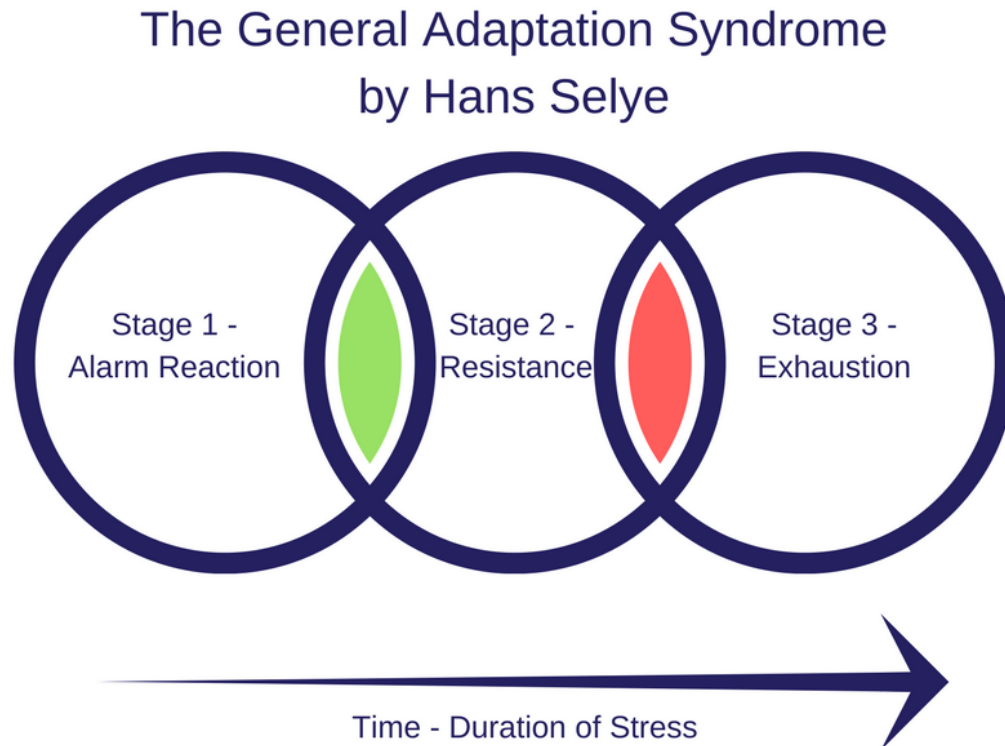 The General Adaptation Syndrome
by Hans Selye
Stage 1 -
Alarm Reaction
Stage 2 -
Resistance
Stage 3 -
Exhaustion
Time - Duration of Stress